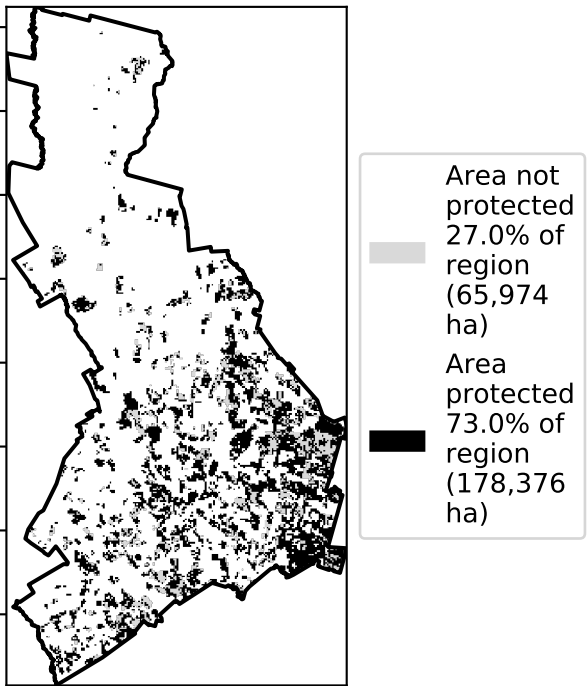 Area not
protected
27.0% of
region
(65,974
ha)
Area
protected
73.0% of
region
(178,376
ha)